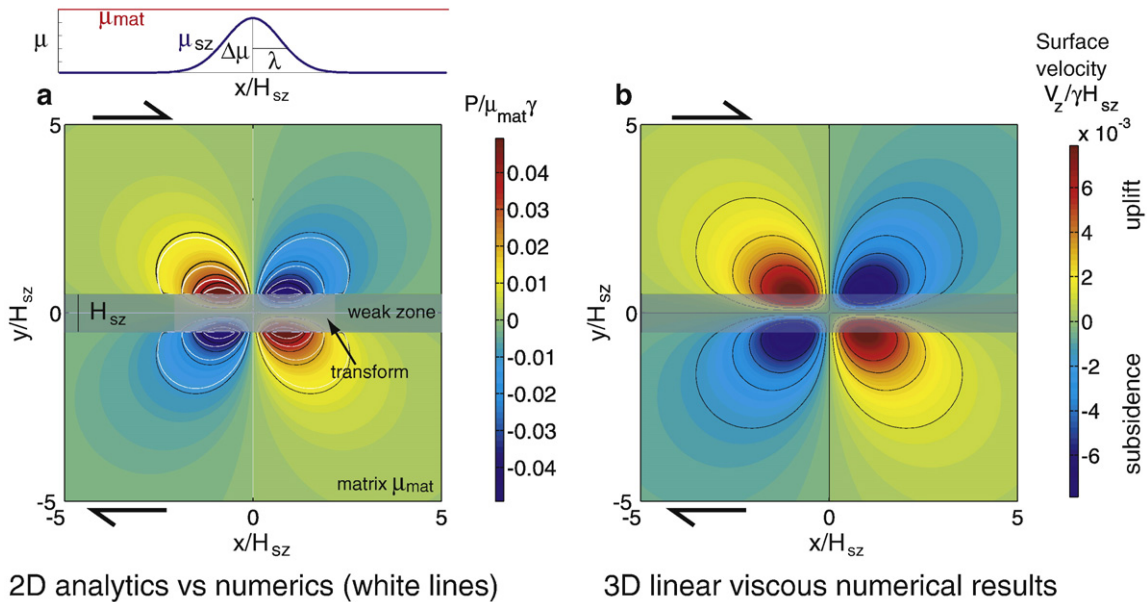 μmat
μ
μsz
Δμ
λ
x/Hsz
a
P/μmatγ
5
0
-5
y/Hsz
Hsz
weak zone
transform
matrix μmat
-5
0
5
x/Hsz
0.04
0.03
0.02
0.01
0
-0.01
-0.02
-0.03
-0.04
2D analytics vs numerics (white lines)
b
Surface
velocity
Vz/γHsz
x 10-3
5
0
-5
y/Hsz
-5
0
5
x/Hsz
6
4
2
0
-2
-4
-6
uplift
subsidence
3D linear viscous numerical results